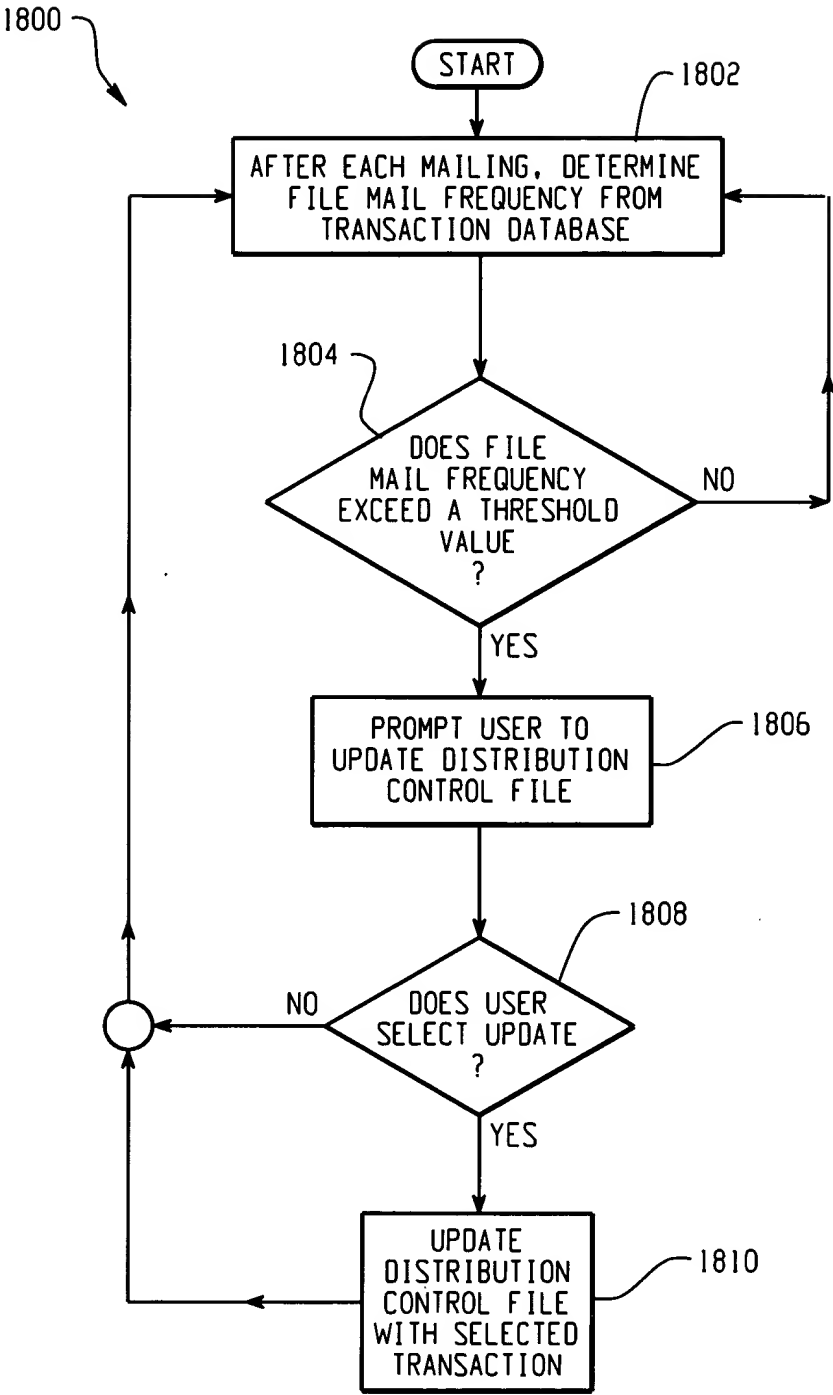 1800
START
1802
AFTER EACH MAILING, DETERMINE
FILE MAIL FREQUENCY FROM
TRANSACTION DATABASE
1804
DOES FILE
MAIL FREQUENCY
EXCEED A THRESHOLD
VALUE
?
NO
YES
PROMPT USER TO
UPDATE DISTRIBUTION
CONTROL FILE
1806
1808
NO
DOES USER
SELECT UPDATE
?
YES
UPDATE
DISTRIBUTION
CONTROL FILE
WITH SELECTED
TRANSACTION
1810